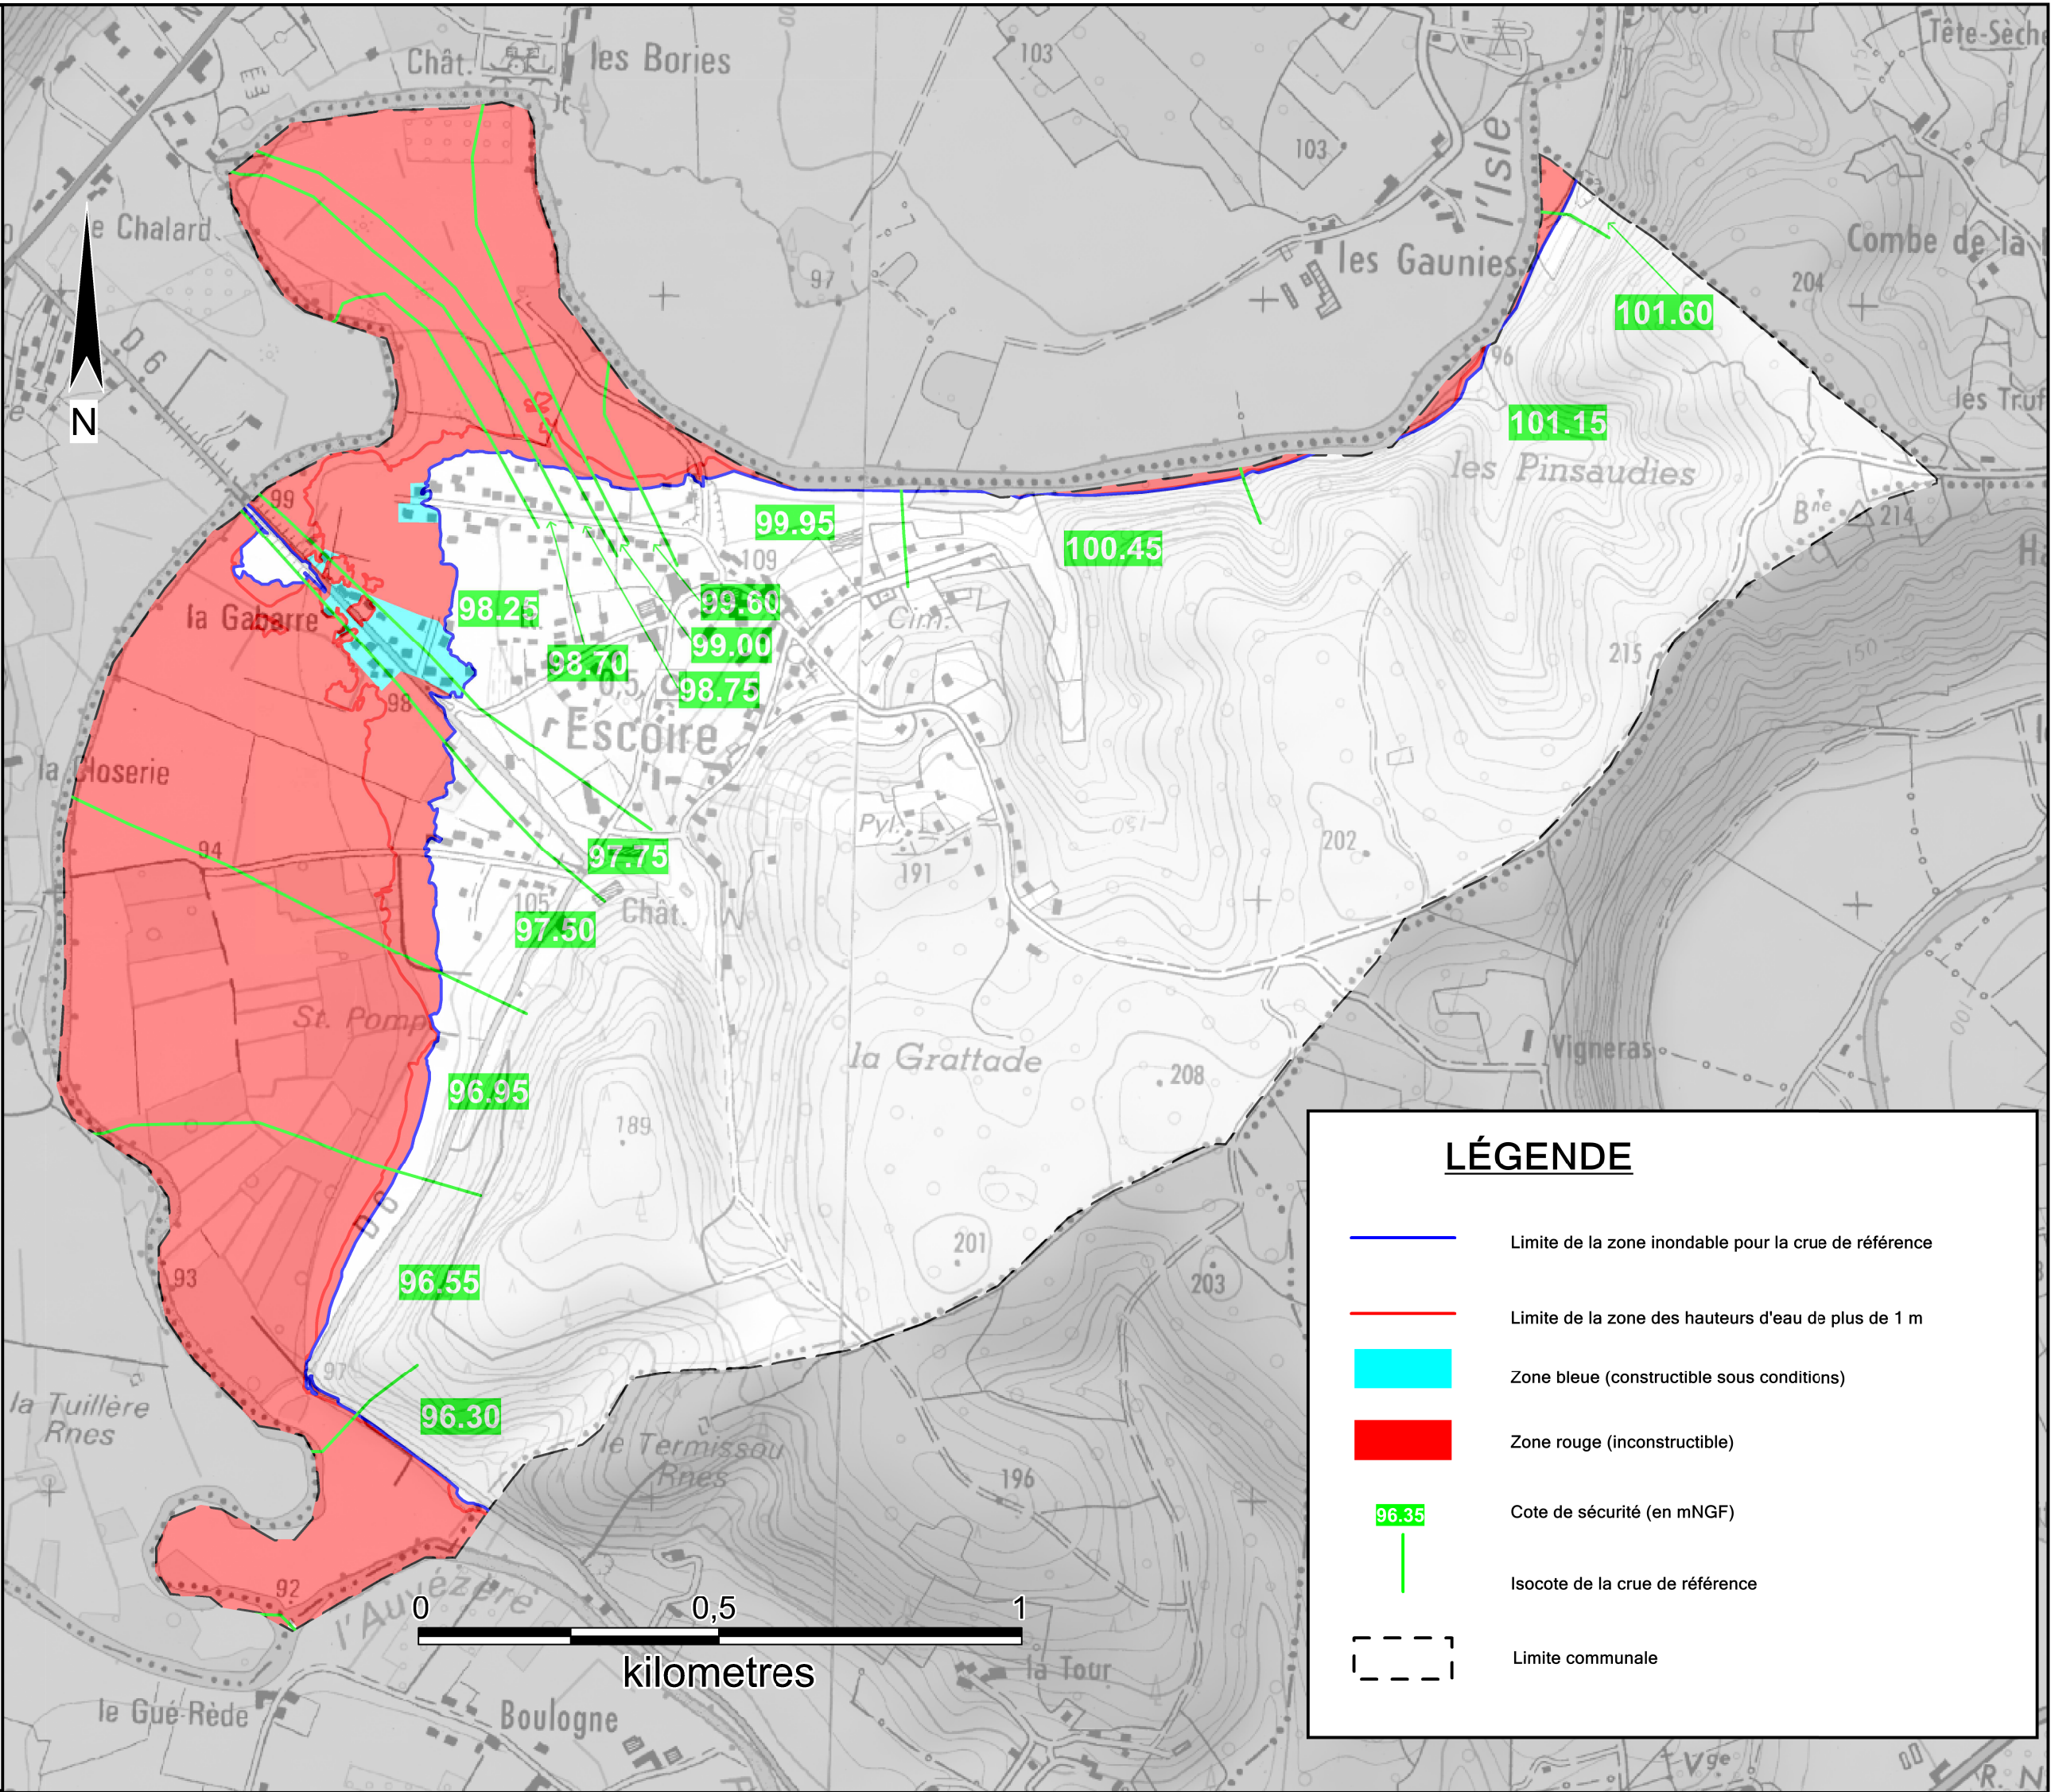 Chât.
les Bories
103
Tête-Sèche
l'Isle
103
e Chalard
les Gaunies
Combe de la
97
204
101.60
D 6
N
96
les Truf
101.15
les Pinsaudies
99
99.95
Bne
214
100.45
109
98.25
99.60
la Gabarre
Cim.
99.00
98.70
215
150
98.75
98
Escoire
la Closerie
Pyl.
150
202
94
97.75
191
105
Chât.
97.50
St. Pomp
100
la Grattade
Vigneras
96.95
208
189
LÉGENDE
D 6
Limite de la zone inondable pour la crue de référence
201
93
96.55
203
Limite de la zone des hauteurs d'eau de plus de 1 m
97
Zone bleue (constructible sous conditions)
la Tuillère
Rnes
96.30
le Termissou
Rnes
Zone rouge (inconstructible)
196
96.35
Cote de sécurité (en mNGF)
92
l'Auvézère
Isocote de la crue de référence
0 0,5 1
kilometres
la Tour
Limite communale
le Gué-Rède
Boulogne
Vge
R N